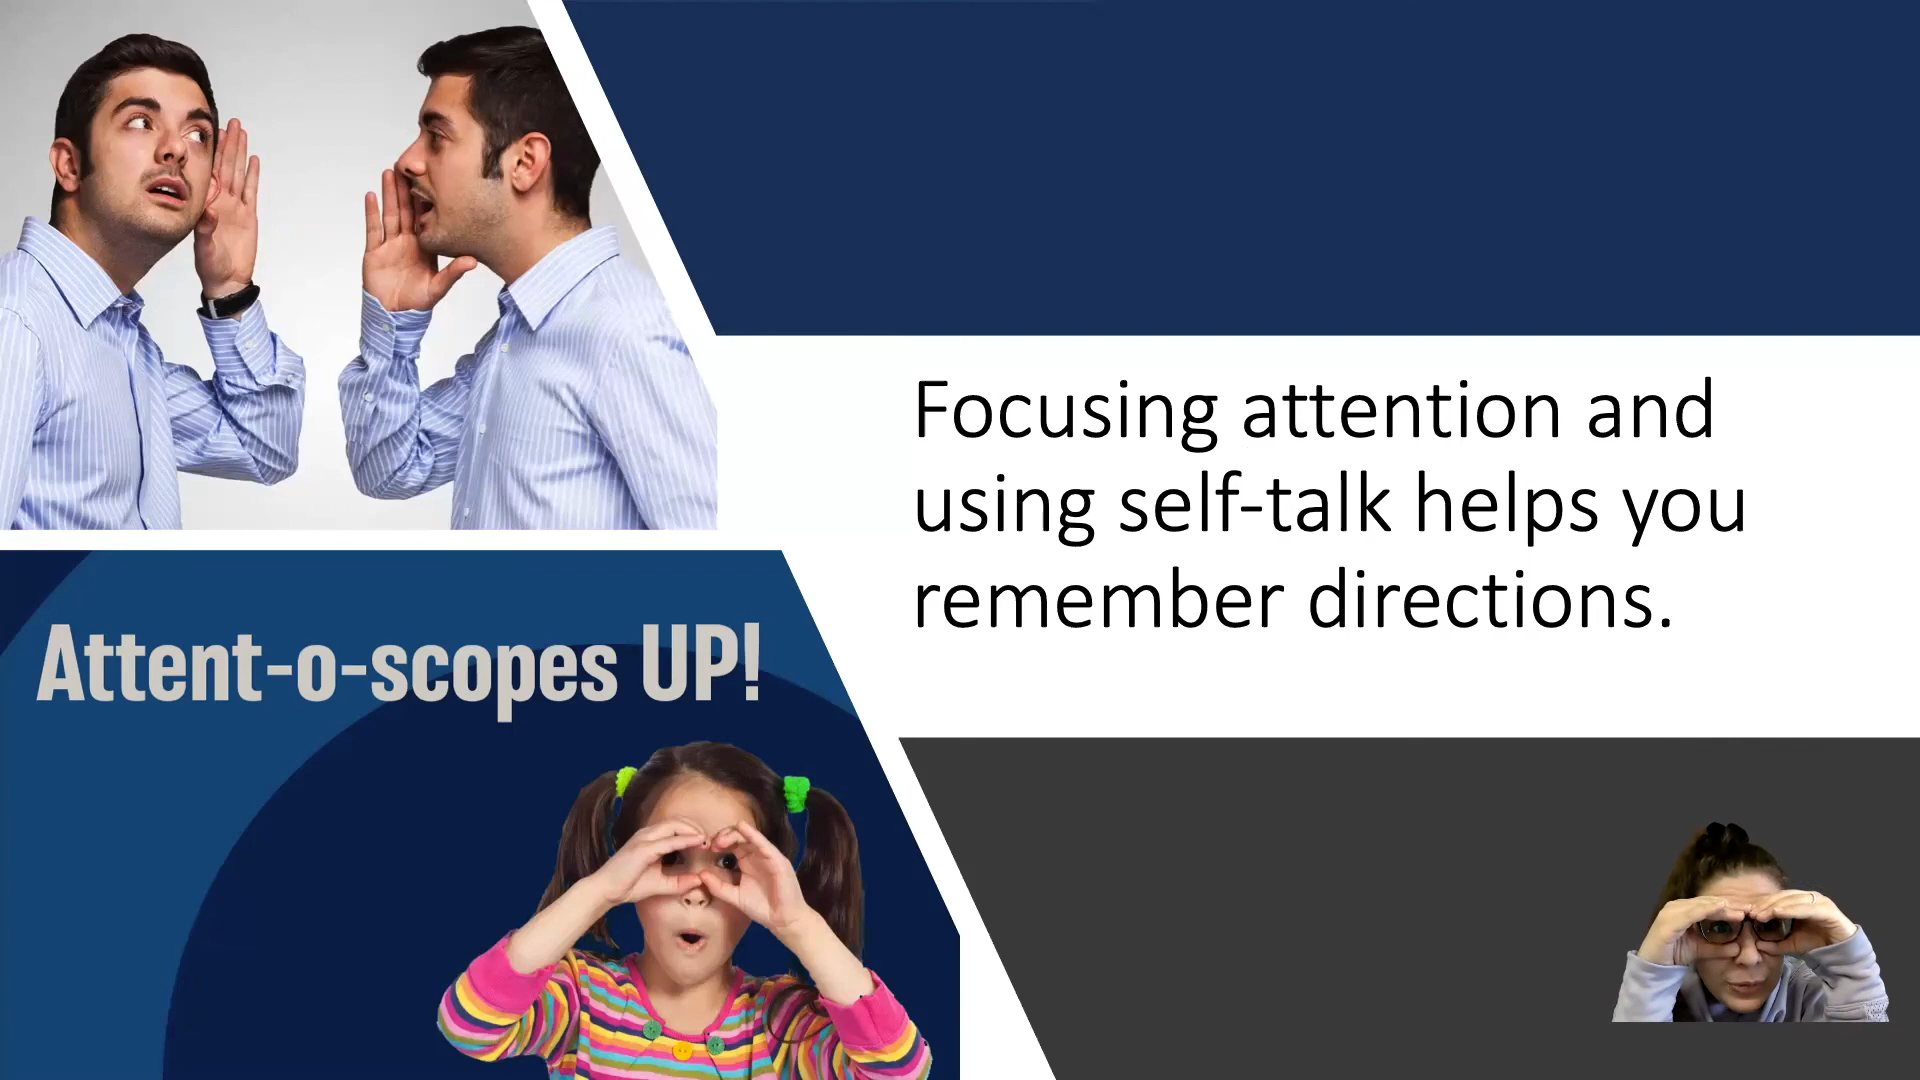 Focusing attention and
using self-talk helps you
remember directions.
Attent-o-scopes UP!